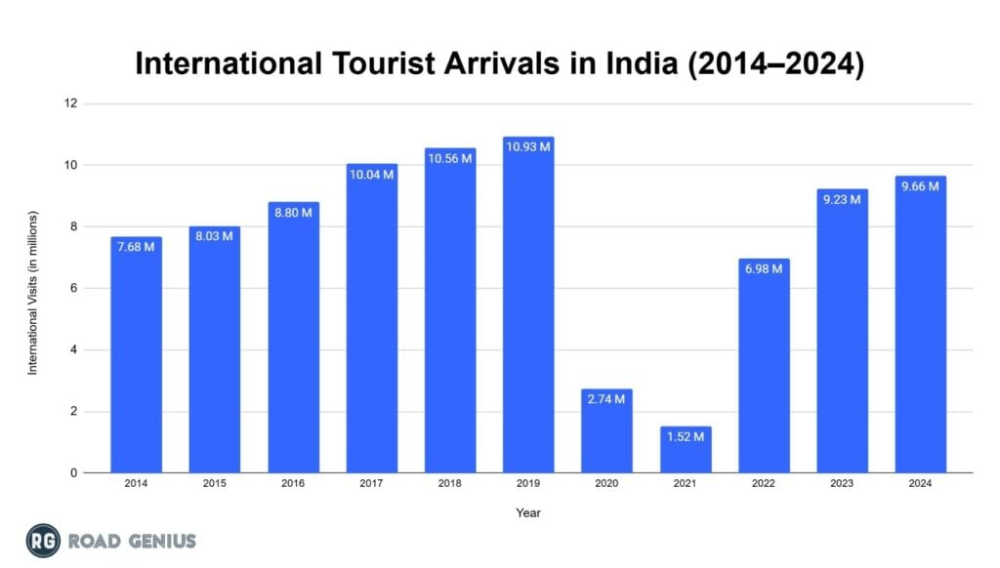 International Tourist Arrivals in India (2014–2024)
International Visits (in millions)
12
10
8
6
4
2
0
7.68 M
8.03 M
8.80 M
10.04 M
10.56 M
10.93 M
2.74 M
1.52 M
6.98 M
9.23 M
9.66 M
2014
2015
2016
2017
2018
2019
2020
2021
2022
2023
2024
Year
RG ROAD GENIUS